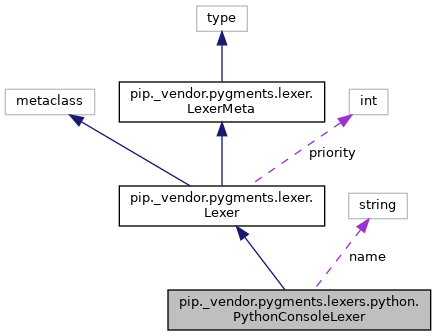 type
pip._vendor.pygments.lexer.
LexerMeta
metaclass
int
priority
pip._vendor.pygments.lexer.
Lexer
string
name
pip._vendor.pygments.lexers.python.
PythonConsoleLexer